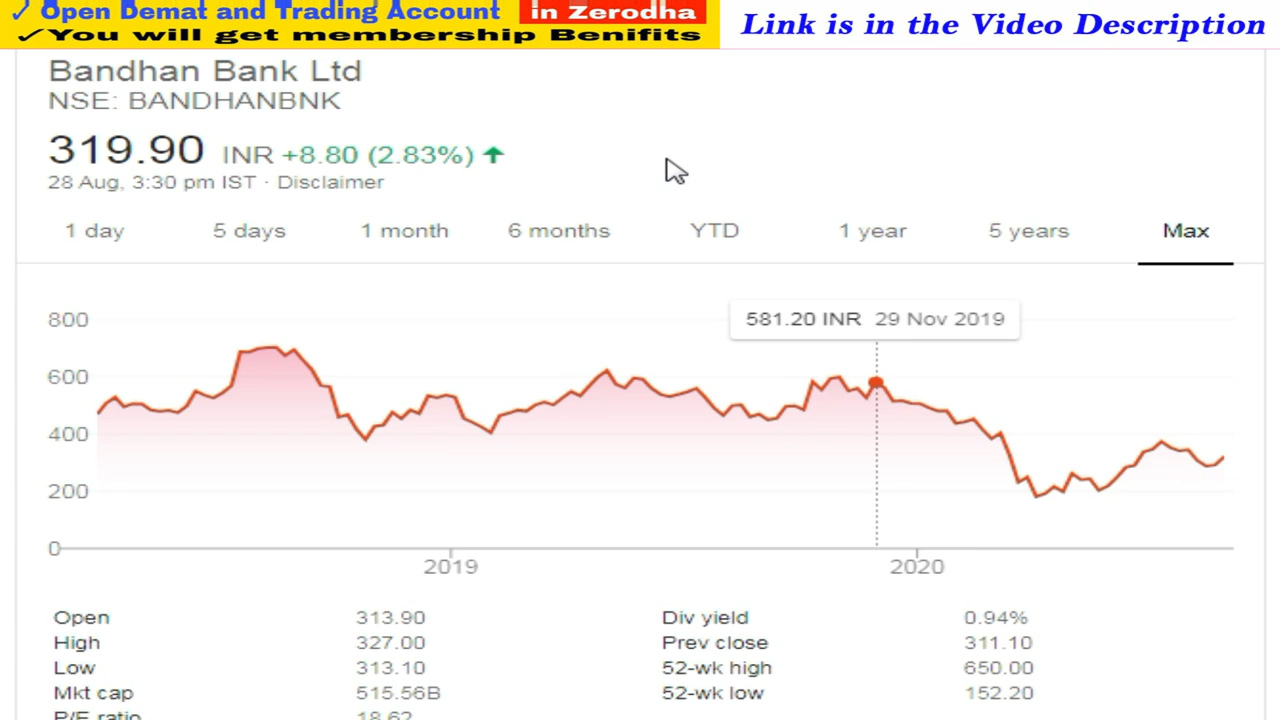 ✓ Open Demat and Trading Account in Zerodha
✓You will get membership Benifits
Link is in the Video Description
Bandhan Bank Ltd
NSE: BANDHANBNK
319.90 INR +8.80 (2.83%) ↑
28 Aug, 3:30 pm IST · Disclaimer
1 day 5 days 1 month 6 months YTD 1 year 5 years Max
581.20 INR 29 Nov 2019
800
600
400
200
0
2019 2020
Open 313.90 Div yield 0.94%
High 327.00 Prev close 311.10
Low 313.10 52-wk high 650.00
Mkt cap 515.56B 52-wk low 152.20
P/E ratio 18.62